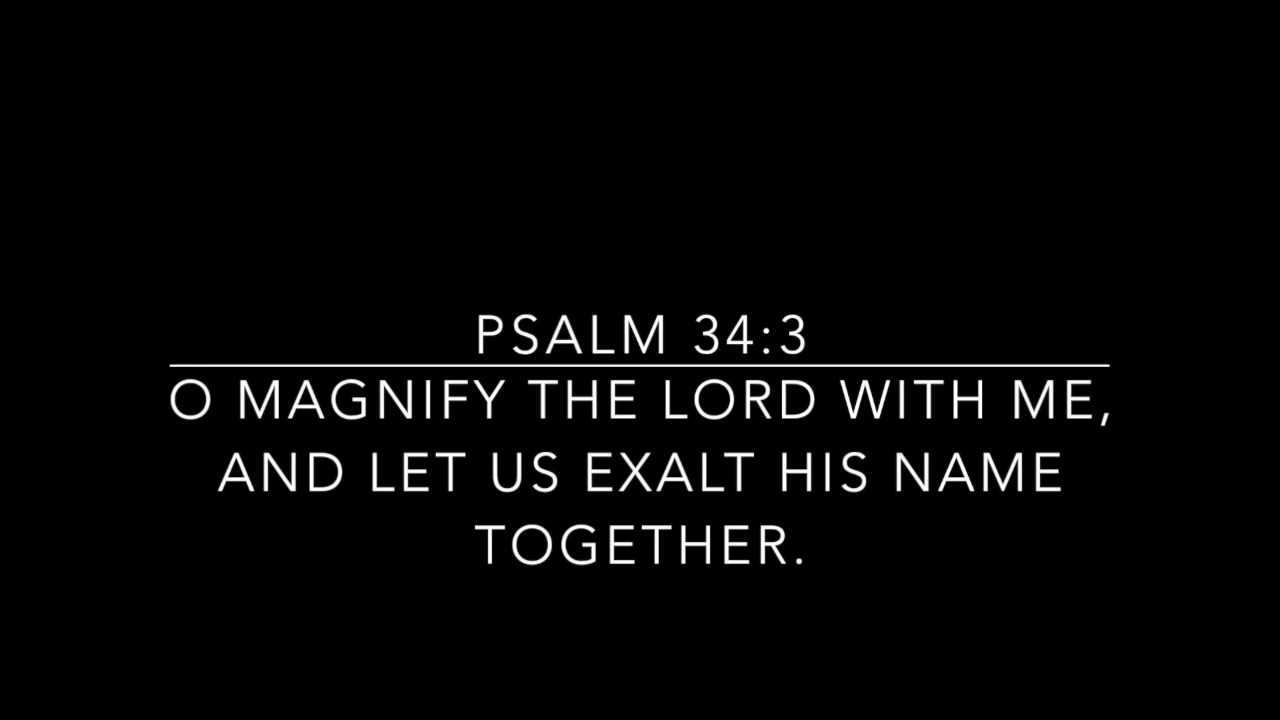 PSALM 34:3
O MAGNIFY THE LORD WITH ME,
AND LET US EXALT HIS NAME
TOGETHER.